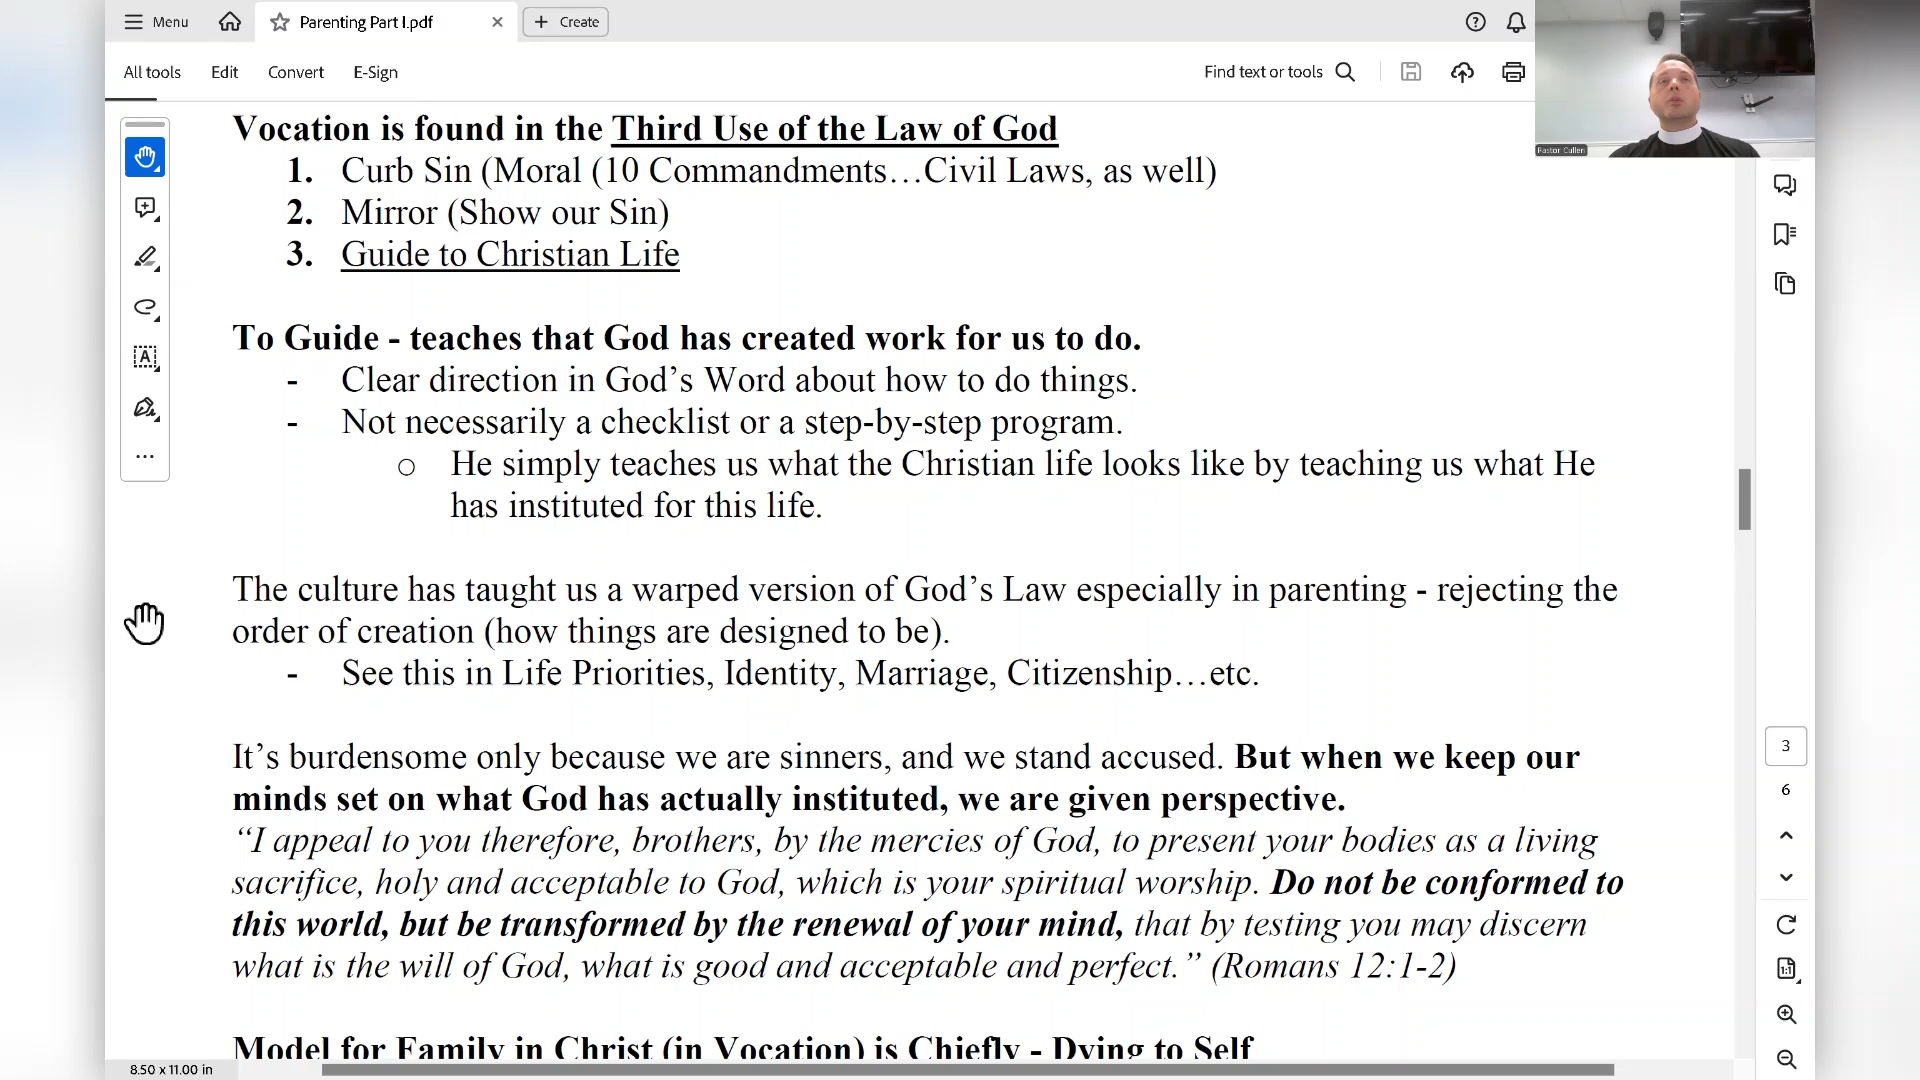 Menu
Parenting Part I.pdf
Create
All tools
Edit
Convert
E-Sign
Find text or tools
Pastor Cullen
Vocation is found in the Third Use of the Law of God
1. Curb Sin (Moral (10 Commandments…Civil Laws, as well)
2. Mirror (Show our Sin)
3. Guide to Christian Life
To Guide - teaches that God has created work for us to do.
- Clear direction in God’s Word about how to do things.
- Not necessarily a checklist or a step-by-step program.
o He simply teaches us what the Christian life looks like by teaching us what He
has instituted for this life.
The culture has taught us a warped version of God’s Law especially in parenting - rejecting the
order of creation (how things are designed to be).
- See this in Life Priorities, Identity, Marriage, Citizenship…etc.
It’s burdensome only because we are sinners, and we stand accused. But when we keep our
minds set on what God has actually instituted, we are given perspective.
“I appeal to you therefore, brothers, by the mercies of God, to present your bodies as a living
sacrifice, holy and acceptable to God, which is your spiritual worship. Do not be conformed to
this world, but be transformed by the renewal of your mind, that by testing you may discern
what is the will of God, what is good and acceptable and perfect.” (Romans 12:1-2)
Model for Family in Christ (in Vocation) is Chiefly - Dying to Self
3
6
8.50 x 11.00 in